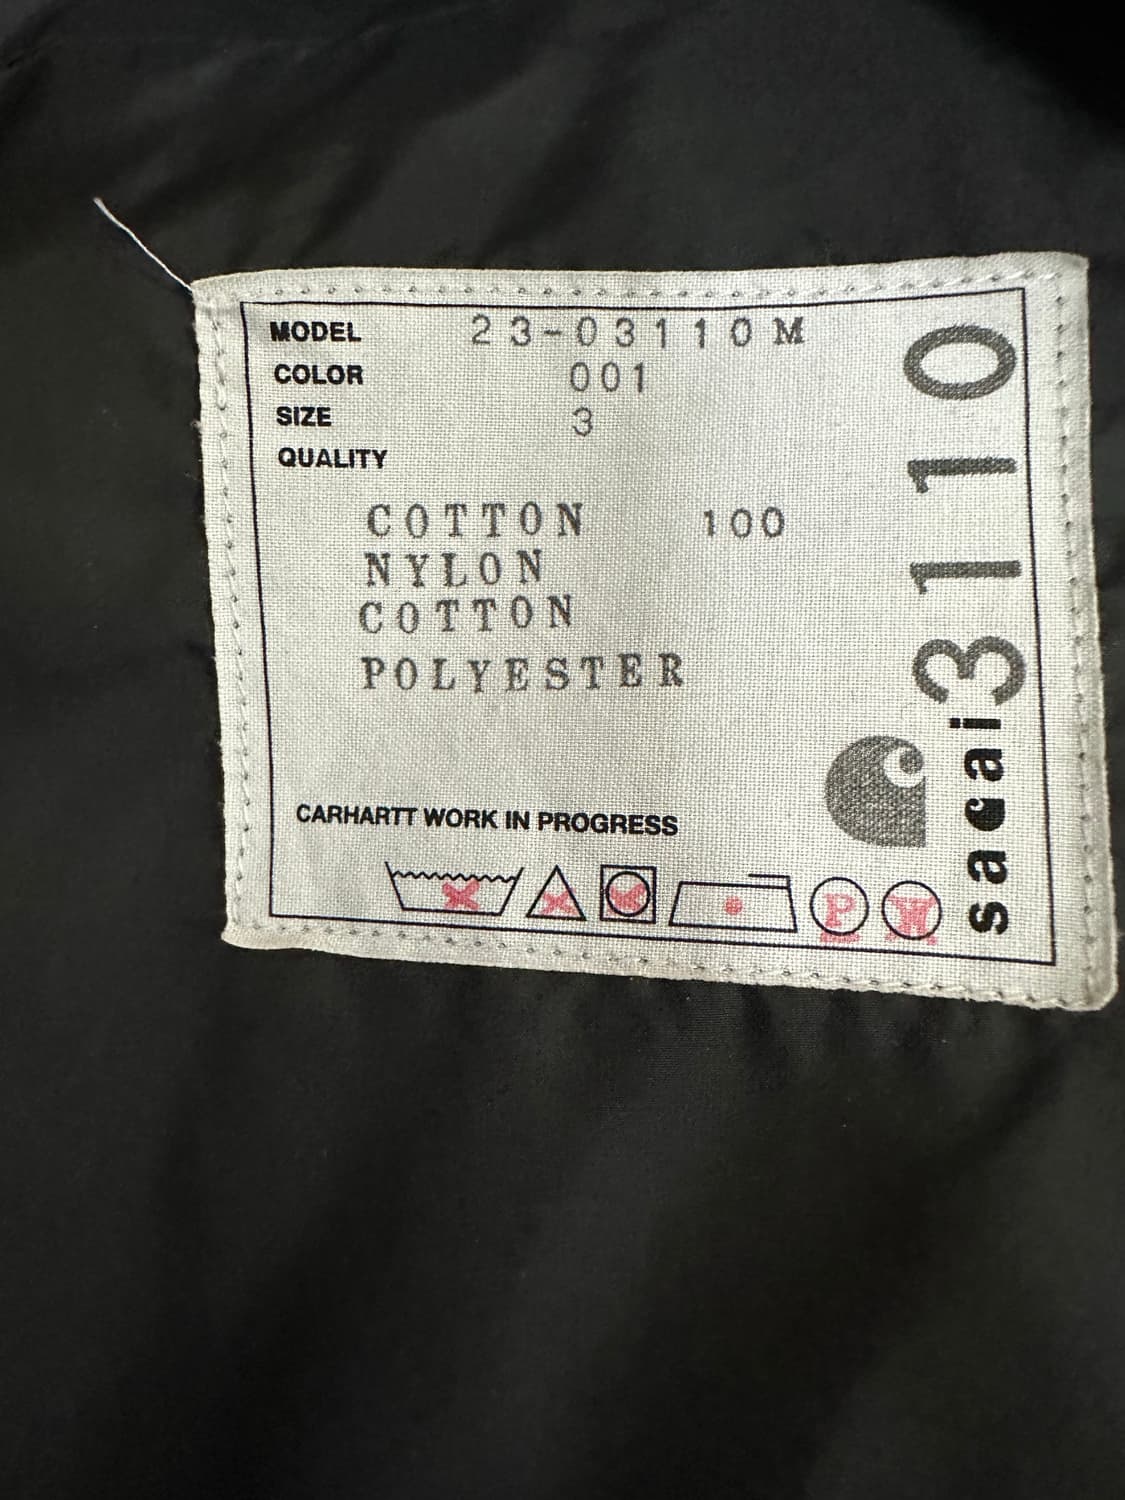 MODEL 23-03110M
COLOR 001
SIZE 3
QUALITY
COTTON 100
NYLON
COTTON
POLYESTER
CARHARTT WORK IN PROGRESS
P
W
sacai 3110